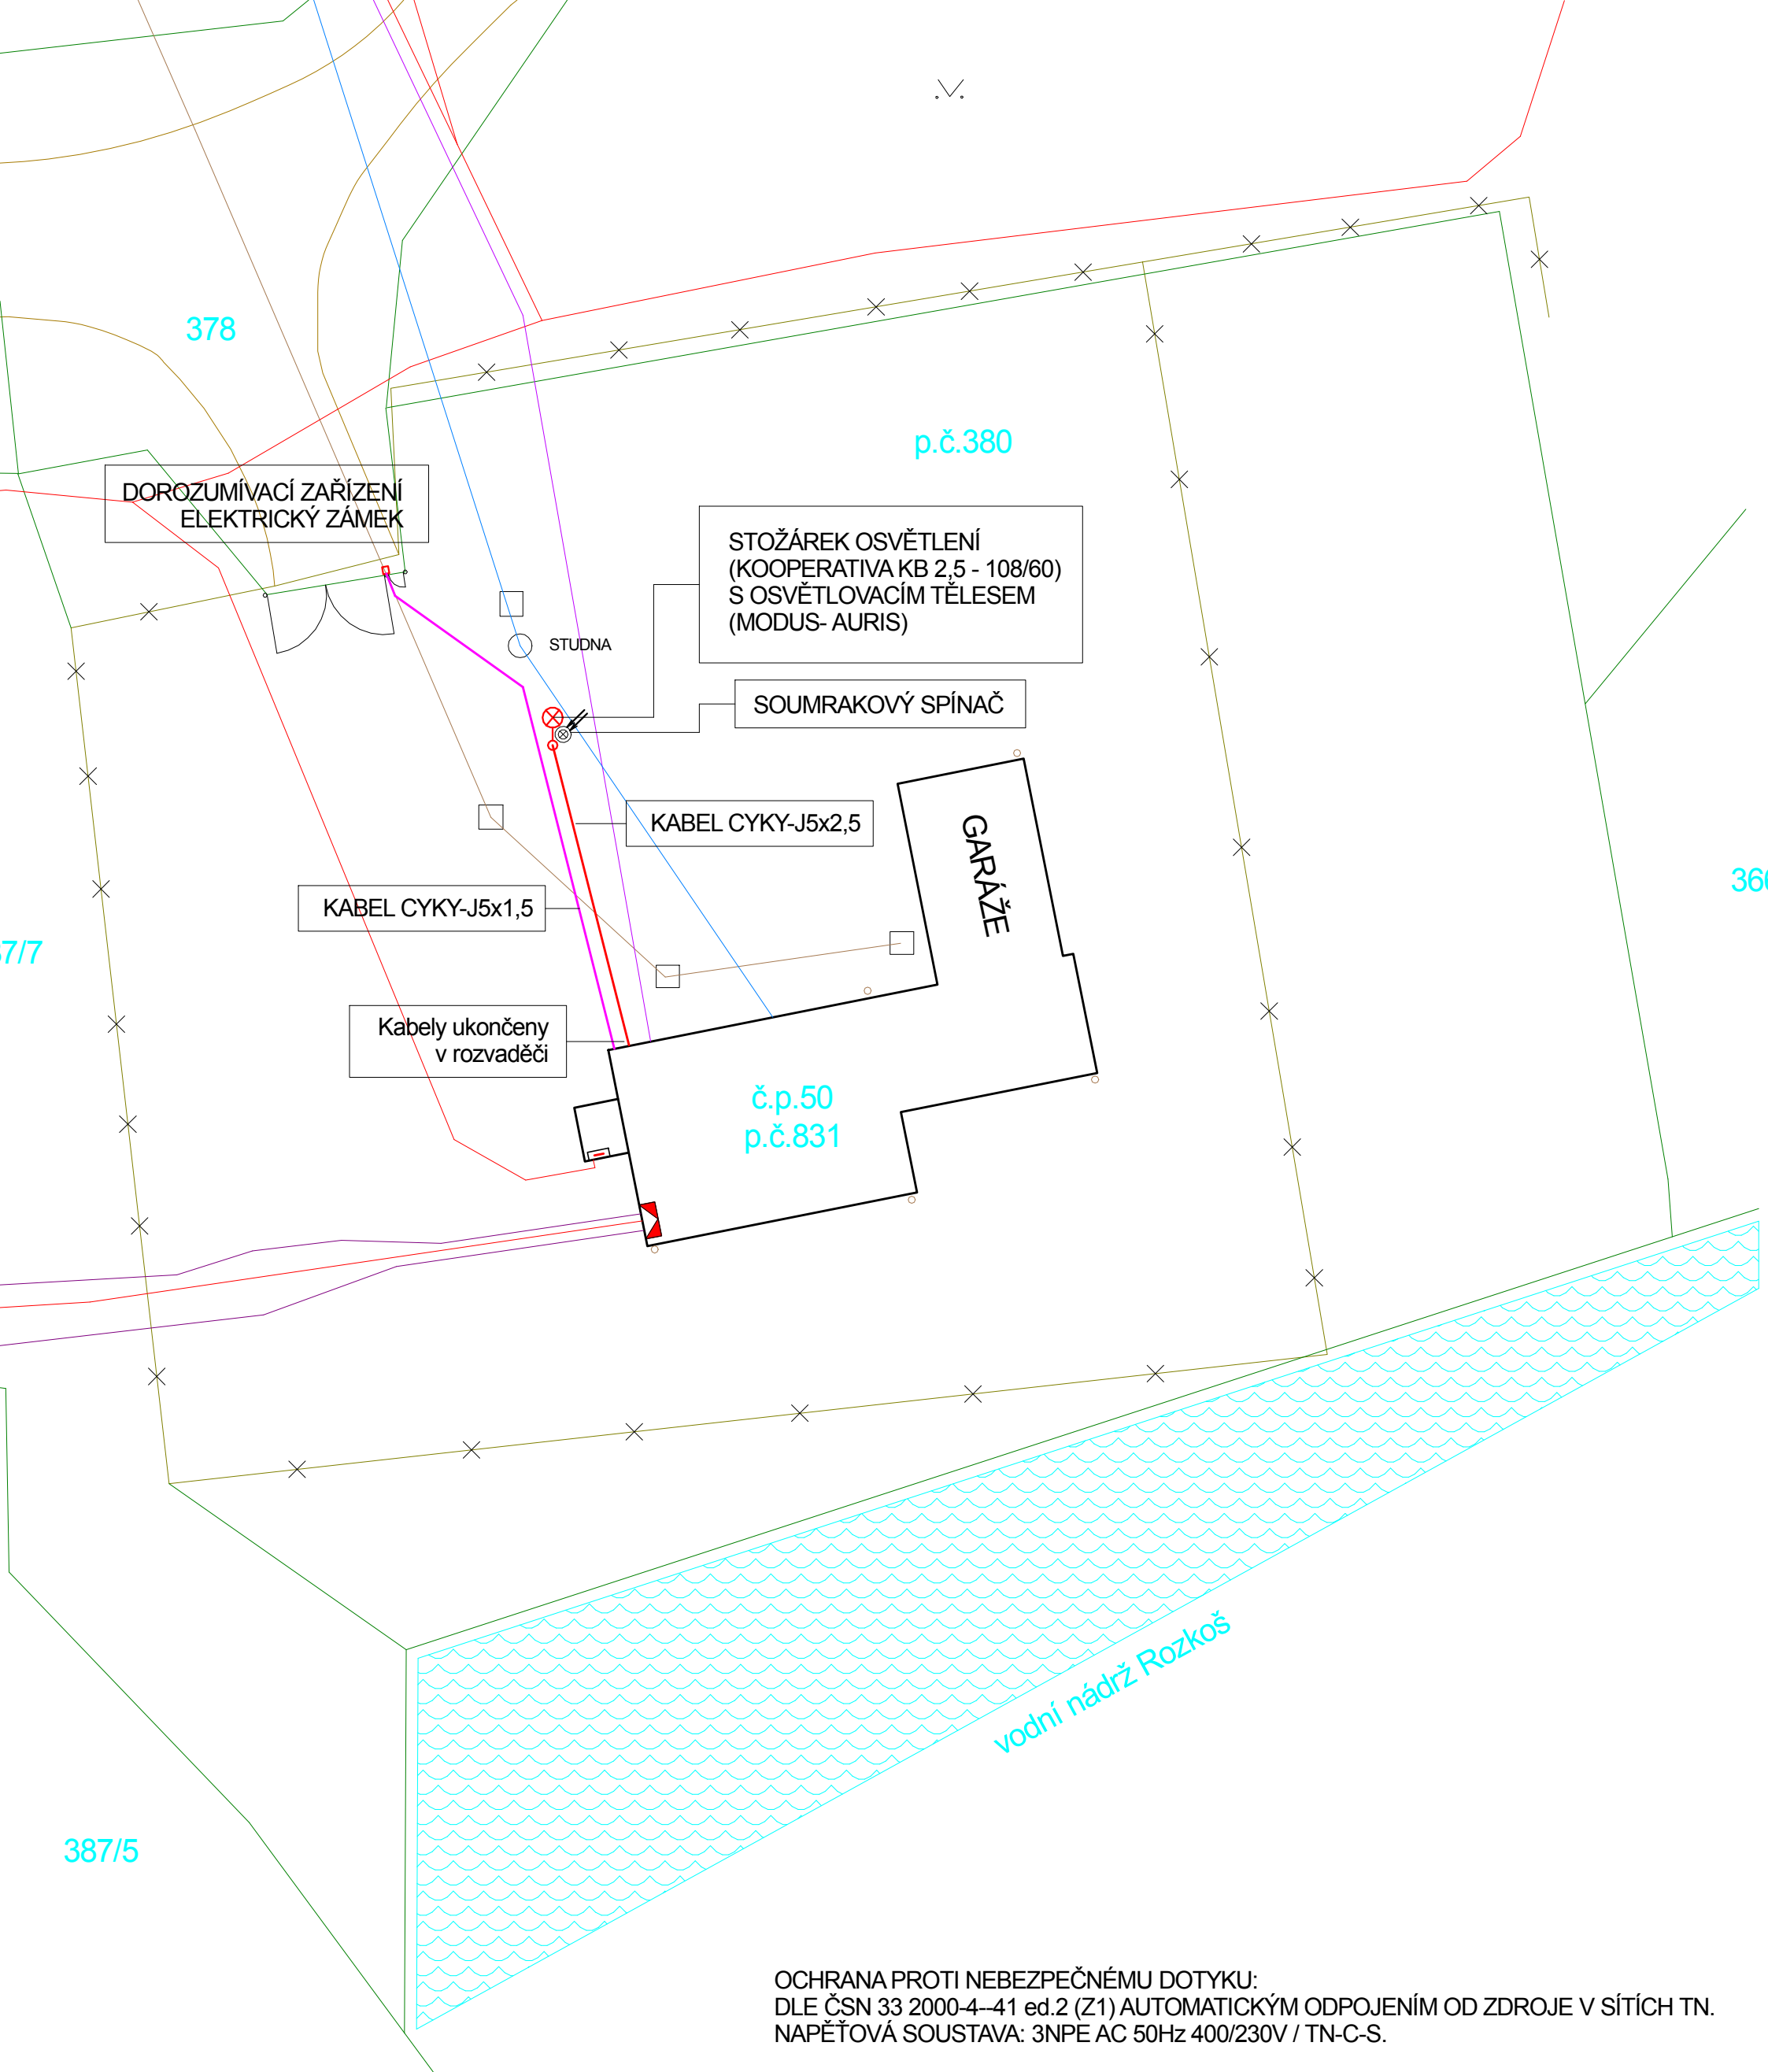 378
p.č.380
DOROZUMÍVACÍ ZAŘÍZENÍ
ELEKTRICKÝ ZÁMEK
STOŽÁREK OSVĚTLENÍ
(KOOPERATIVA KB 2,5 - 108/60)
S OSVĚTLOVACÍM TĚLESEM
(MODUS- AURIS)
STUDNA
SOUMRAKOVÝ SPÍNAČ
KABEL CYKY-J5x2,5
GARÁŽE
KABEL CYKY-J5x1,5
366
87/7
Kabely ukončeny
v rozvaděči
č.p.50
p.č.831
vodní nádrž Rozkoš
387/5
OCHRANA PROTI NEBEZPEČNÉMU DOTYKU:
DLE ČSN 33 2000-4--41 ed.2 (Z1) AUTOMATICKÝM ODPOJENÍM OD ZDROJE V SÍTÍCH TN.
NAPĚŤOVÁ SOUSTAVA: 3NPE AC 50Hz 400/230V / TN-C-S.